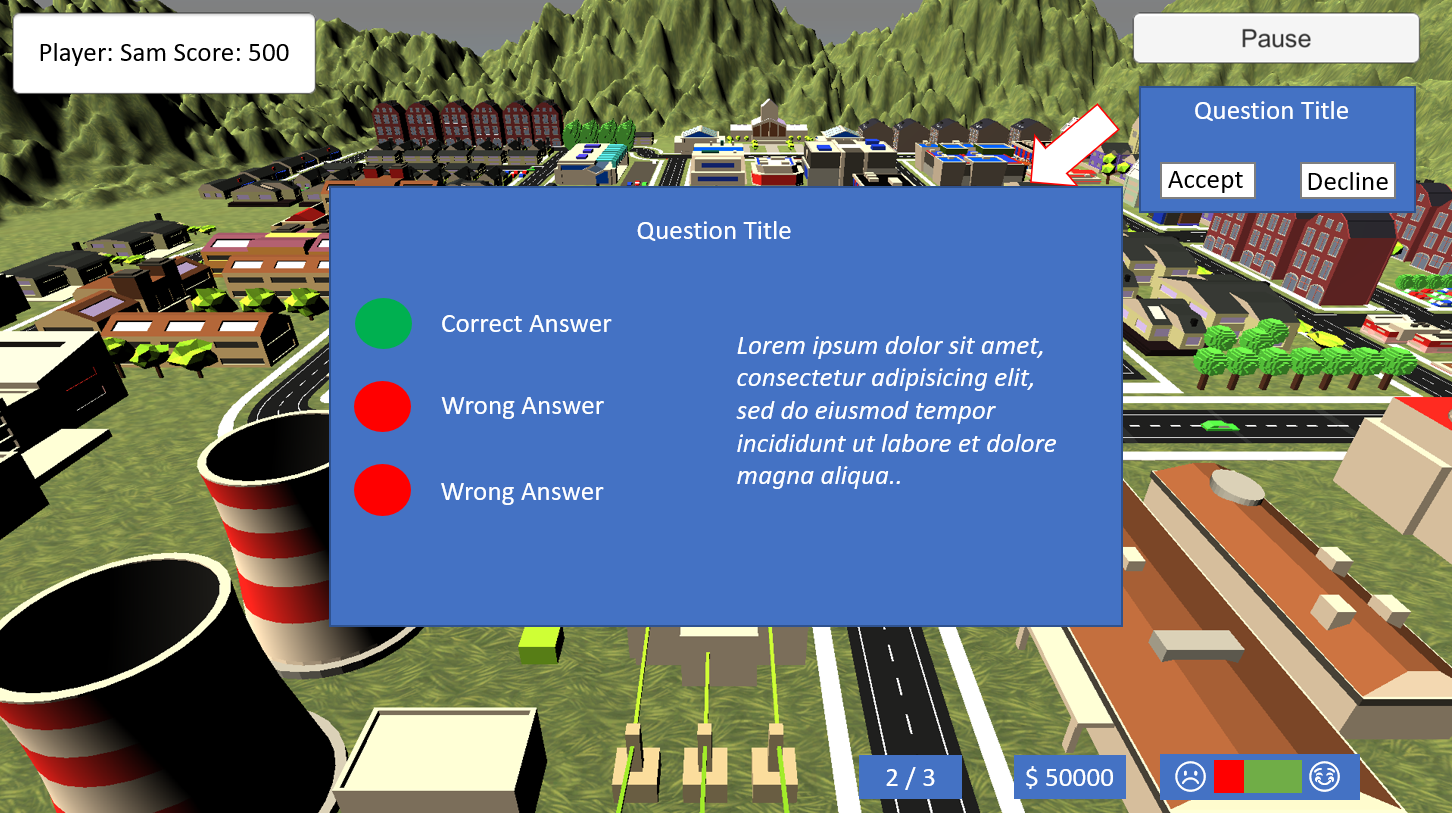 Player: Sam Score: 500
Pause
Question Title
Accept
Decline
Question Title
Correct Answer
Wrong Answer
Wrong Answer
Lorem ipsum dolor sit amet,
consectetur adipisicing elit,
sed do eiusmod tempor
incididunt ut labore et dolore
magna aliqua..
2 / 3
$ 50000